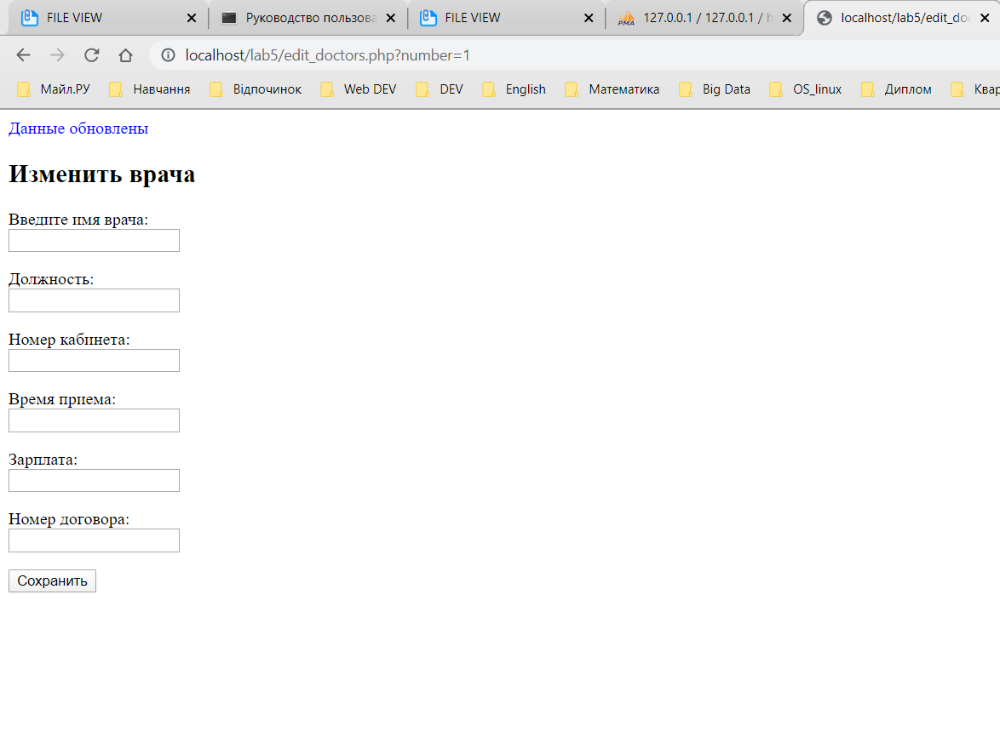 FILE VIEW Руководство пользова FILE VIEW 127.0.0.1 / 127.0.0.1 / h localhost/lab5/edit_do
localhost/lab5/edit_doctors.php?number=1
Майл.РУ Навчання Відпочинок Web DEV DEV English Математика Big Data OS_linux Диплом Квар
Данные обновлены
Изменить врача
Введите имя врача:
Должность:
Номер кабинета:
Время приема:
Зарплата:
Номер договора:
Сохранить